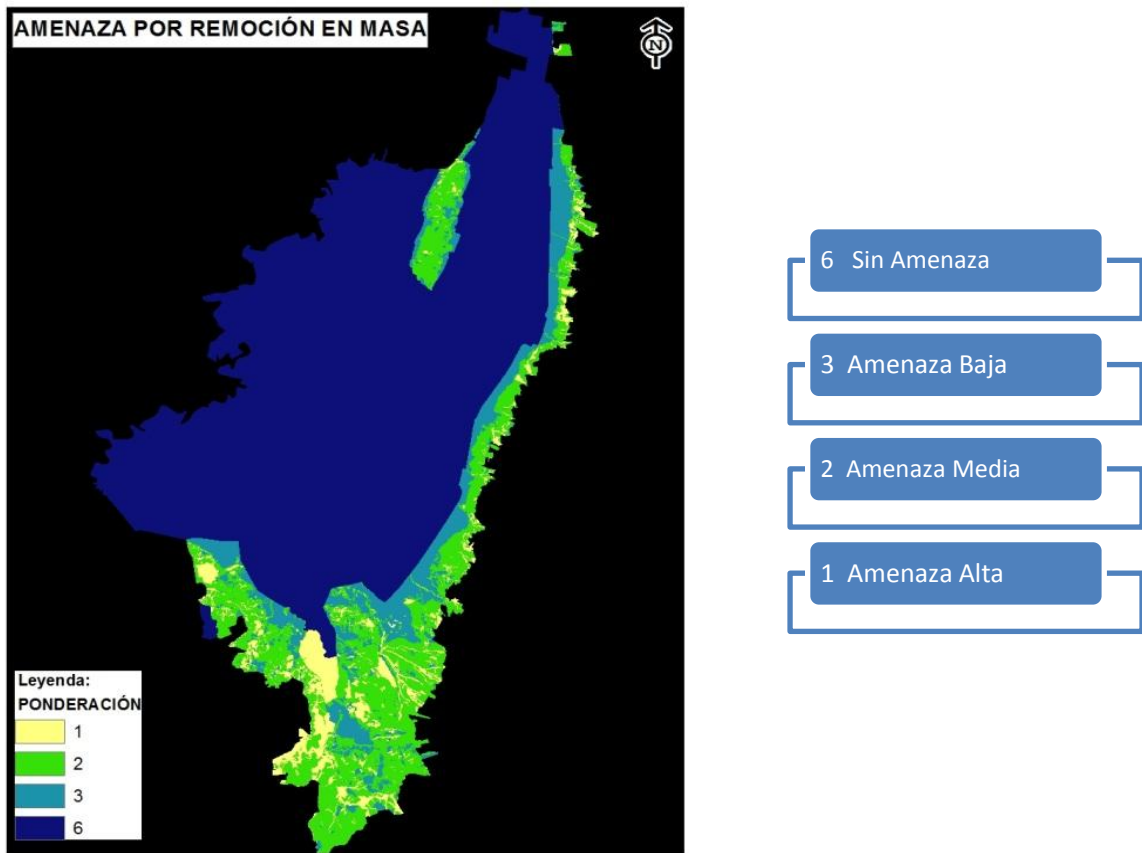 AMENAZA POR REMOCIÓN EN MASA
N
Leyenda:
PONDERACIÓN
1
2
3
6
6 Sin Amenaza
3 Amenaza Baja
2 Amenaza Media
1 Amenaza Alta